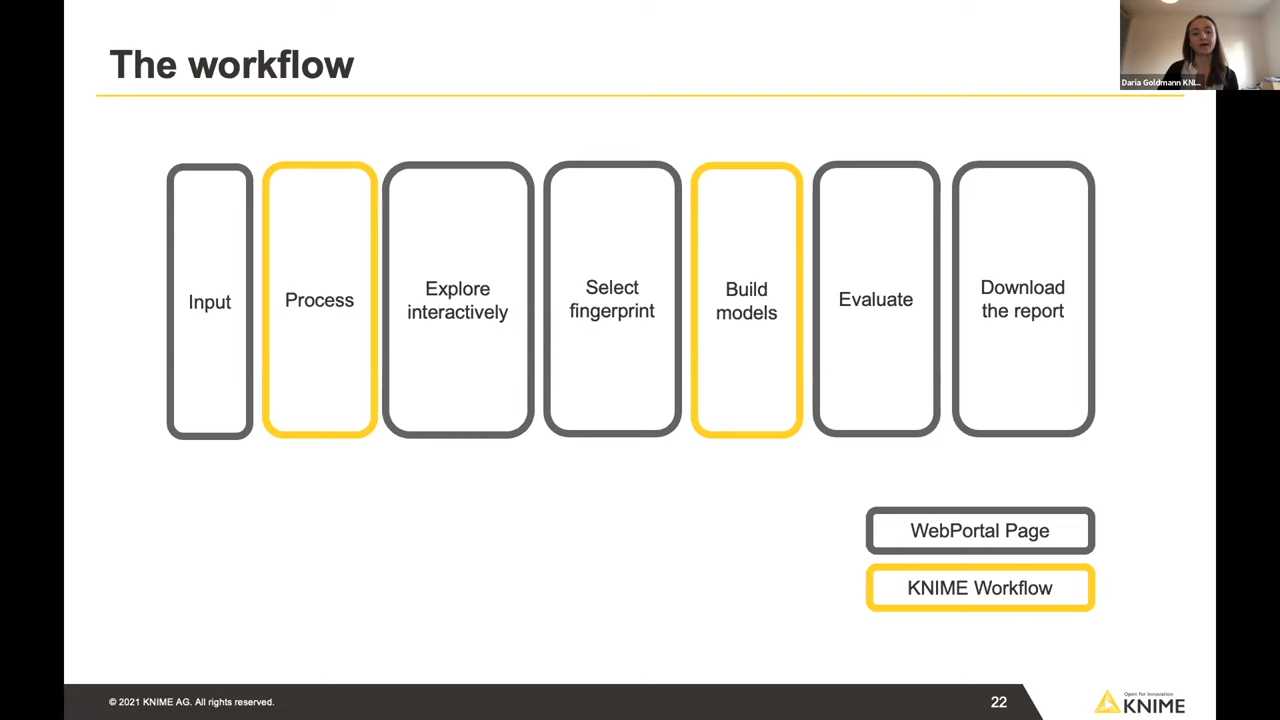 The workflow
Daria Goldmann KNI...
Input
Process
Explore
interactively
Select
fingerprint
Build
models
Evaluate
Download
the report
WebPortal Page
KNIME Workflow
© 2021 KNIME AG. All rights reserved.
22
Open for Innovation
KNIME